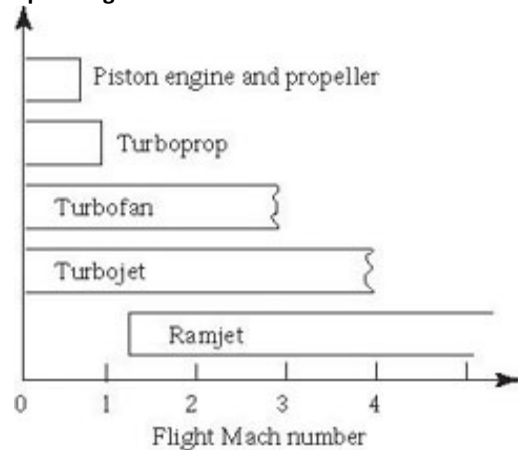 Piston engine and propeller
Turboprop
Turbofan
Turbojet
Ramjet
0 1 2 3 4
Flight Mach number